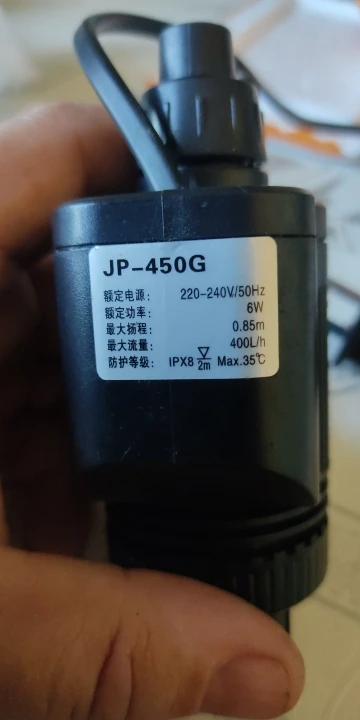 JP-450G
额定电源： 220-240V/50Hz
额定功率： 6W
最大扬程： 0.85m
最大流量： 400L/h
防护等级： IPX8 ▽ 2m Max.35℃